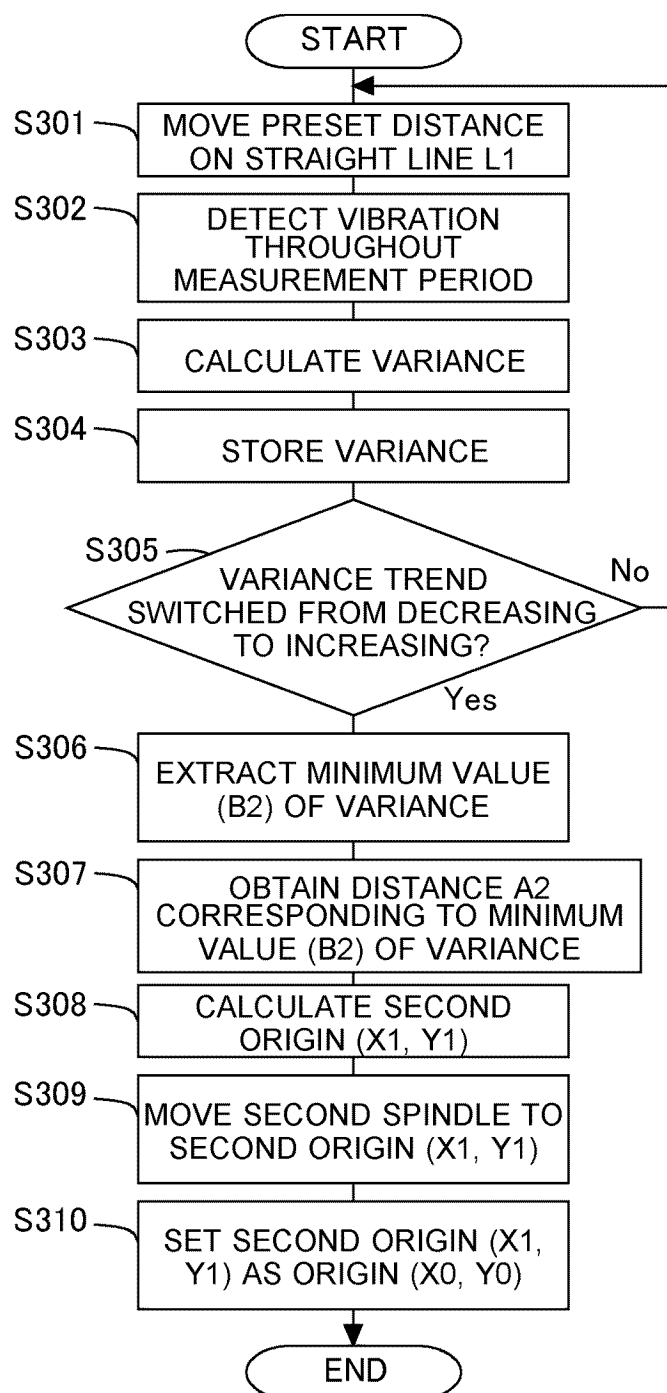 START
S301
MOVE PRESET DISTANCE
ON STRAIGHT LINE L1
S302
DETECT VIBRATION
THROUGHOUT
MEASUREMENT PERIOD
S303
CALCULATE VARIANCE
S304
STORE VARIANCE
S305
VARIANCE TREND
SWITCHED FROM DECREASING
TO INCREASING?
No
Yes
S306
EXTRACT MINIMUM VALUE
(B2) OF VARIANCE
S307
OBTAIN DISTANCE A2
CORRESPONDING TO MINIMUM
VALUE (B2) OF VARIANCE
S308
CALCULATE SECOND
ORIGIN (X1, Y1)
S309
MOVE SECOND SPINDLE TO
SECOND ORIGIN (X1, Y1)
S310
SET SECOND ORIGIN (X1,
Y1) AS ORIGIN (X0, Y0)
END